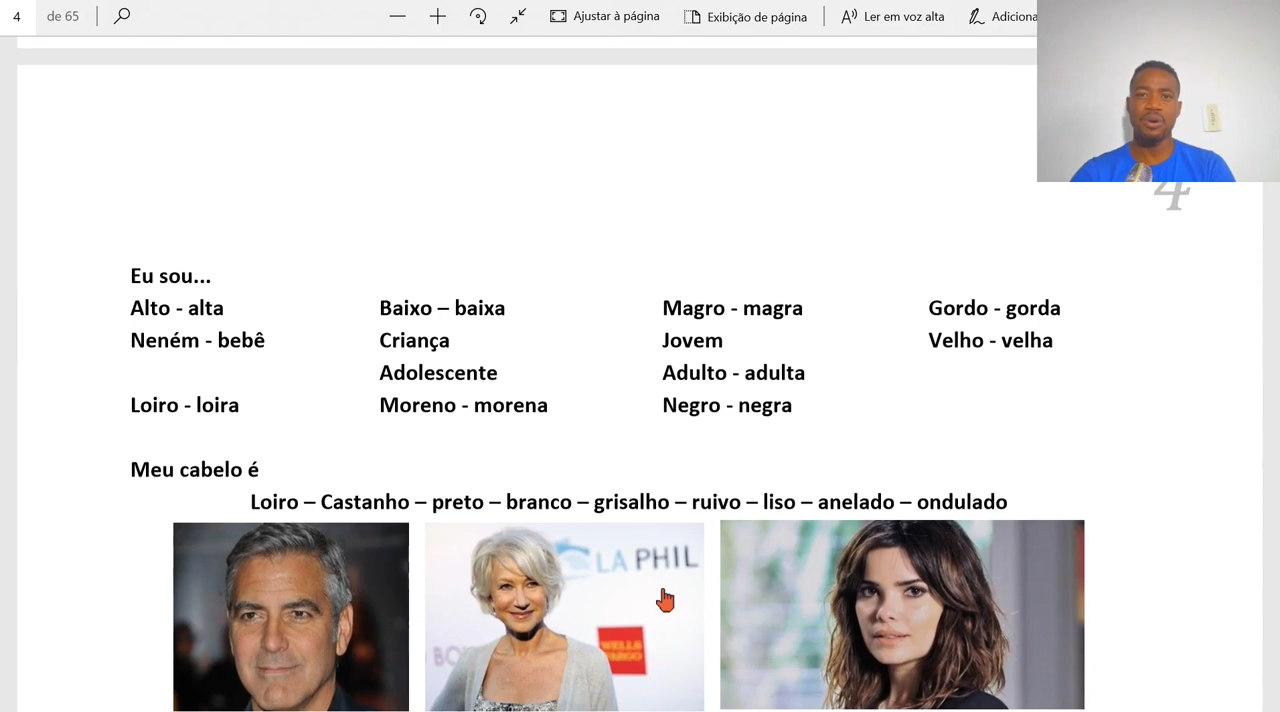 4 de 65 Ajustar à página Exibição de página Ler em voz alta Adiciona
4
Eu sou...
Alto - alta Baixo – baixa Magro - magra Gordo - gorda
Neném - bebê Criança Jovem Velho - velha
Adolescente Adulto - adulta
Loiro - loira Moreno - morena Negro - negra
Meu cabelo é
Loiro – Castanho – preto – branco – grisalho – ruivo – liso – anelado – ondulado
LA PHIL
WELLS
FARGO